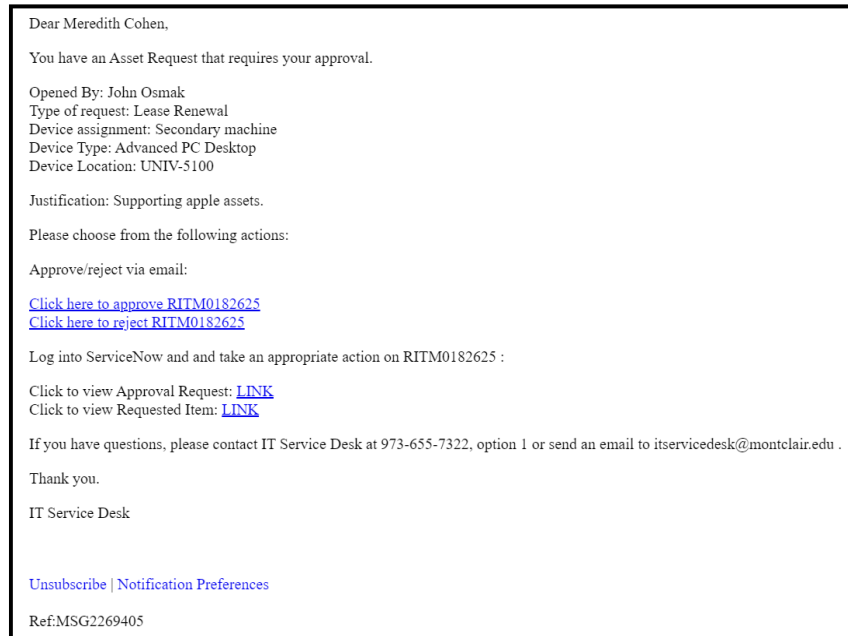 Dear Meredith Cohen,
You have an Asset Request that requires your approval.
Opened By: John Osmak
Type of request: Lease Renewal
Device assignment: Secondary machine
Device Type: Advanced PC Desktop
Device Location: UNIV-5100
Justification: Supporting apple assets.
Please choose from the following actions:
Approve/reject via email:
Click here to approve RITM0182625
Click here to reject RITM0182625
Log into ServiceNow and and take an appropriate action on RITM0182625 :
Click to view Approval Request: LINK
Click to view Requested Item: LINK
If you have questions, please contact IT Service Desk at 973-655-7322, option 1 or send an email to itservicedesk@montclair.edu .
Thank you.
IT Service Desk
Unsubscribe | Notification Preferences
Ref:MSG2269405